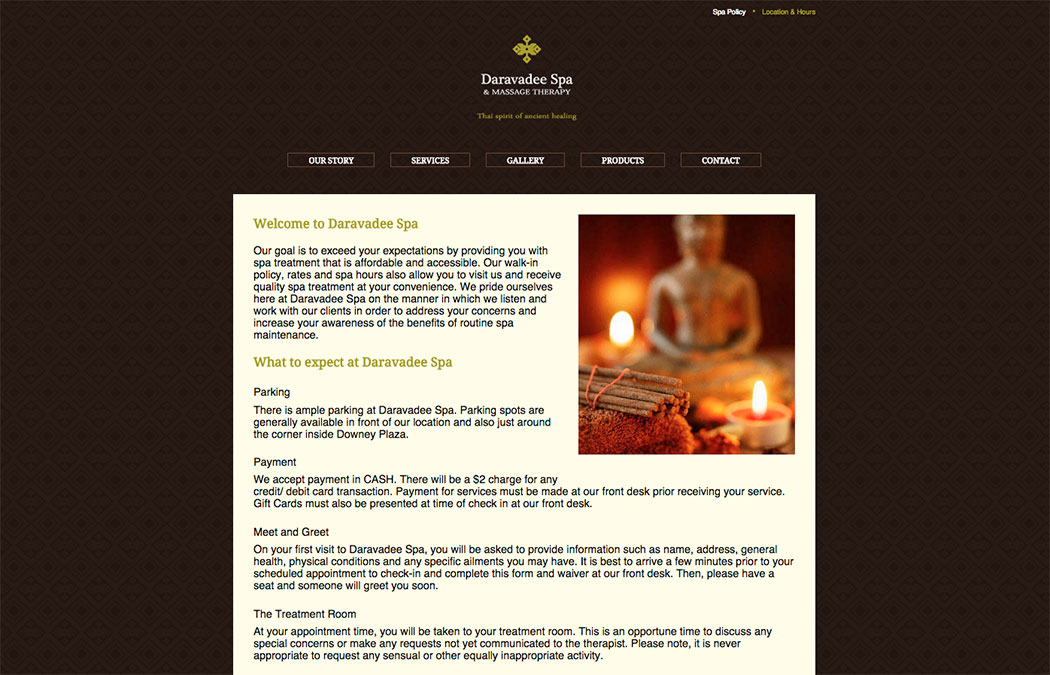 Spa Policy • Location & Hours
Daravadee Spa
& MASSAGE THERAPY
Thai spirit of ancient healing
OUR STORY SERVICES GALLERY PRODUCTS CONTACT
Welcome to Daravadee Spa
Our goal is to exceed your expectations by providing you with
spa treatment that is affordable and accessible. Our walk-in
policy, rates and spa hours also allow you to visit us and receive
quality spa treatment at your convenience. We pride ourselves
here at Daravadee Spa on the manner in which we listen and
work with our clients in order to address your concerns and
increase your awareness of the benefits of routine spa
maintenance.
What to expect at Daravadee Spa
Parking
There is ample parking at Daravadee Spa. Parking spots are
generally available in front of our location and also just around
the corner inside Downey Plaza.
Payment
We accept payment in CASH. There will be a $2 charge for any
credit/ debit card transaction. Payment for services must be made at our front desk prior receiving your service.
Gift Cards must also be presented at time of check in at our front desk.
Meet and Greet
On your first visit to Daravadee Spa, you will be asked to provide information such as name, address, general
health, physical conditions and any specific ailments you may have. It is best to arrive a few minutes prior to your
scheduled appointment to check-in and complete this form and waiver at our front desk. Then, please have a
seat and someone will greet you soon.
The Treatment Room
At your appointment time, you will be taken to your treatment room. This is an opportune time to discuss any
special concerns or make any requests not yet communicated to the therapist. Please note, it is never
appropriate to request any sensual or other equally inappropriate activity.